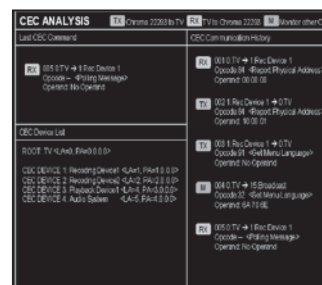 CEC ANALYSIS TX Chroma 22293 to TV RX TV to Chroma 22293 M Monitor other C
Last CEC Command
RX 005 0:TV → 1:Rec Device 1
Opcode -- <Polling Message>
Operand: No Operand
CEC Device List
ROOT: TV <LA=0, PA=0.0.0.0>
CEC DEVICE 1: Recoding Device1 <LA=1, PA=1.0.0.0>
CEC DEVICE 2: Recoding Device2 <LA=2, PA=2.0.0.0>
CEC DEVICE 3: Playback Device1 <LA=4, PA=3.0.0.0>
CEC DEVICE 4: Audio System <LA=5, PA=4.0.0.0>
CEC Communication History
RX 001 0:TV → 1:Rec Device 1
Opcode: 84 <Report Physical Address
Operand: 00 00 00
TX 002 1:Rec Device 1 → 0:TV
Opcode: 84 <Report Physical Address
Operand: 10 00 01
TX 003 1:Rec Device 1 → 0:TV
Opcode: 91 <Get Menu Language>
Operand: No Operand
M 004 0:TV → 15:Broadcast
Opcode: 32 <Set Menu Language>
Operand: 6A 70 6E
RX 005 0:TV → 1:Rec Device 1
Opcode -- <Polling Message>
Operand: No Operand